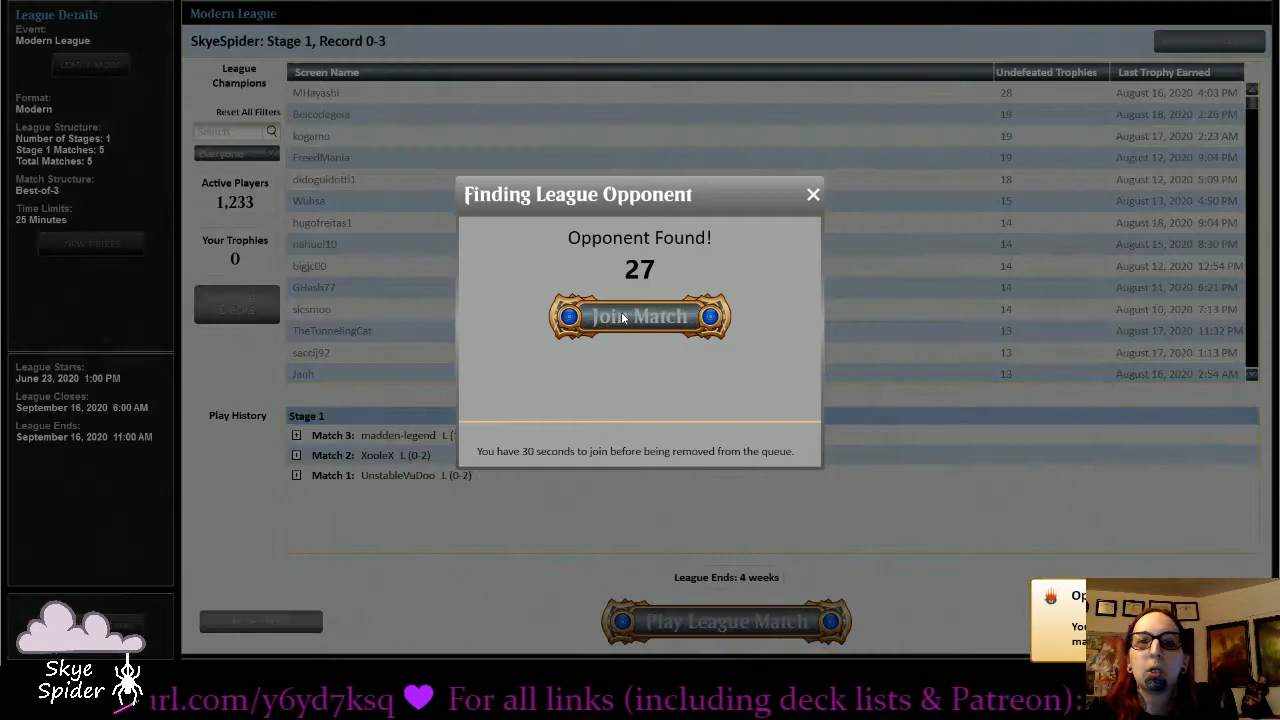 League Details
Event:
Modern League
Format:
Modern
League Structure:
Number of Stages: 1
Stage 1 Matches: 5
Total Matches: 5
Match Structure:
Best-of-3
Time Limits:
25 Minutes
VIEW PRIZES
League Starts:
June 23, 2020 1:00 PM
League Closes:
September 16, 2020 6:00 AM
League Ends:
September 16, 2020 11:00 AM
Modern League
SkyeSpider: Stage 1, Record 0-3
League Champions
Reset All Filters
Search...
Everyone
Active Players
1,233
Your Trophies
0
Decks
Screen Name Undefeated Trophies Last Trophy Earned
MHayashi 28 August 16, 2020 4:03 PM
Beicodegeia 19 August 18, 2020 2:26 PM
kogamo 19 August 17, 2020 2:23 AM
FreedMania 19 August 12, 2020 9:04 PM
didoguidotti1 18 August 16, 2020 5:09 PM
Wuhsa 15 August 13, 2020 4:50 PM
hugofreitas1 14 August 18, 2020 9:04 PM
nahuel10 14 August 15, 2020 8:30 PM
bigjc00 14 August 12, 2020 12:54 PM
GHash77 14 August 11, 2020 6:21 PM
sicsmoo 14 August 10, 2020 7:13 PM
TheTunnelingCat 13 August 17, 2020 11:32 PM
saccij92 13 August 17, 2020 1:13 PM
Janh 13 August 16, 2020 2:54 AM
Finding League Opponent
Opponent Found!
27
Join Match
You have 30 seconds to join before being removed from the queue.
Play History
Stage 1
Match 3: madden-legend L
Match 2: XooleX L (0-2)
Match 1: UnstableVuDoo L (0-2)
League Ends: 4 weeks
Play League Match
Op
You
ma
Skye
Spider
url.com/y6yd7ksq For all links (including deck lists & Patreon):